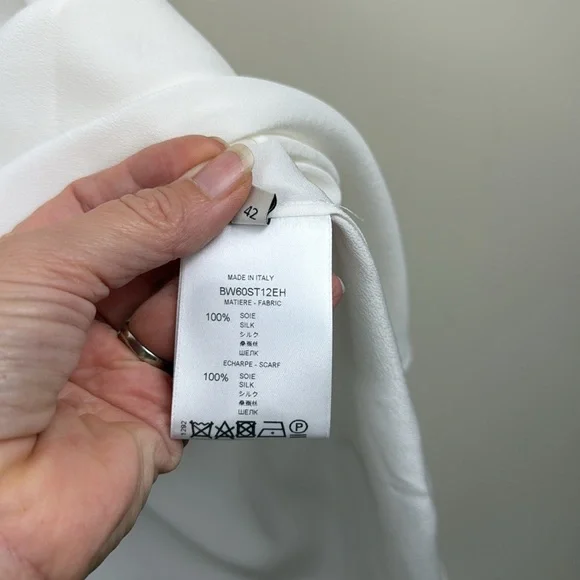 42
MADE IN ITALY
BW60ST12EH
MATIERE - FABRIC
100% SOIE
SILK
シルク
桑蚕丝
ШЕЛК
ECHARPE - SCARF
100% SOIE
SILK
シルク
桑蚕丝
ШЕЛК
P